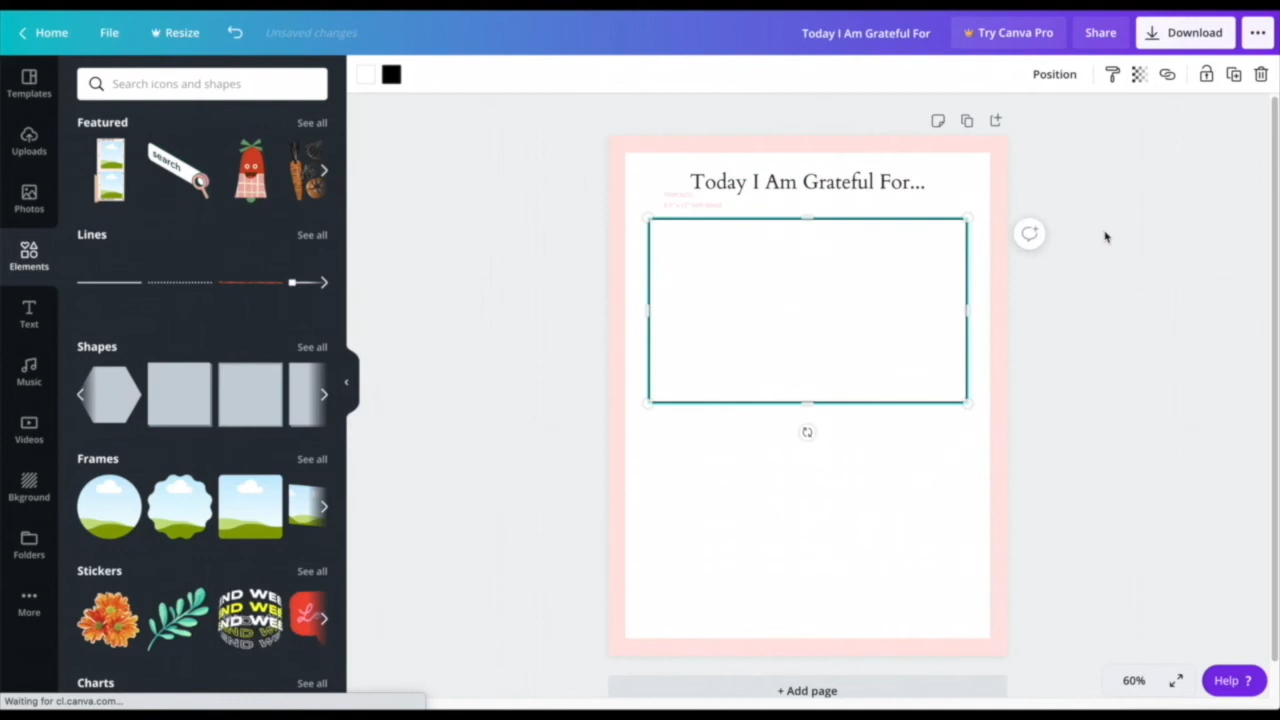 Home File Resize Unsaved changes Today I Am Grateful For Try Canva Pro Share Download
Templates
Uploads
Photos
Elements
Text
Music
Videos
Bkground
Folders
More
Search icons and shapes
Featured See all
search
Lines See all
Shapes See all
Frames See all
Stickers See all
Charts See all
Waiting for cl.canva.com...
Position
Today I Am Grateful For...
+ Add page
60%
Help ?